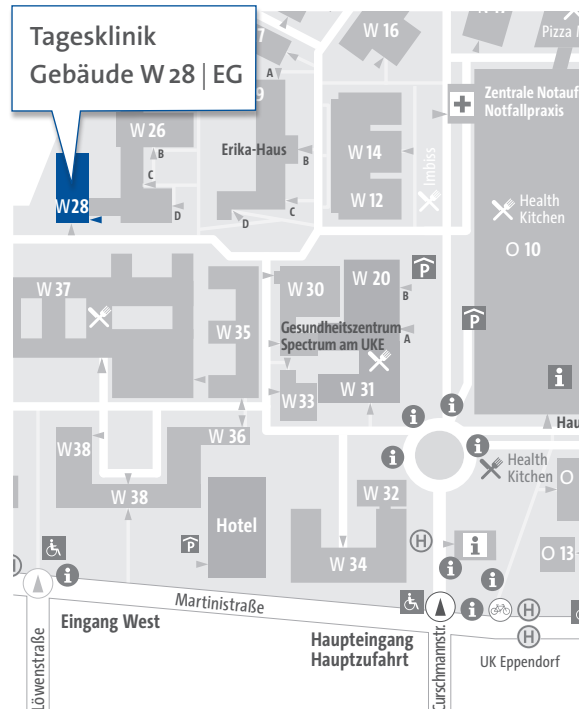 Tagesklinik
Gebäude W 28 | EG
W 16
Pizza
Zentrale Notauf
Notfallpraxis
A
W 26
B
C
D
Erika-Haus
B
C
D
W 14
W 12
Imbiss
Health
Kitchen
O 10
W28
W 37
W 35
W 30
W 20
B
A
P
P
Gesundheitszentrum
Spectrum am UKE
W 33
W 31
i
i
i
i
i
Hau
W 38
W 36
W 38
Health
Kitchen
O
W 32
Hotel
H
i
O 13
W 34
P
i
i
i
i
H
H
Martinistraße
Eingang West
Haupteingang
Hauptzufahrt
UK Eppendorf
Löwenstraße
Curschmannstr.